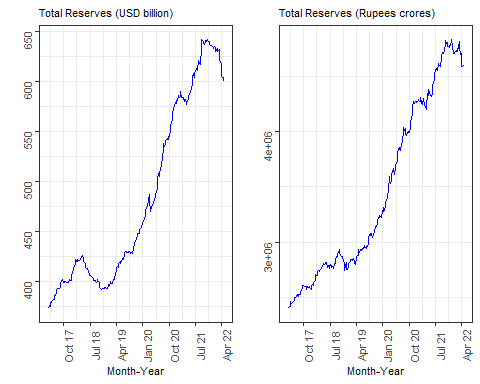 Total Reserves (USD billion)
650
600
550
500
450
400
Oct 17
Jul 18
Apr 19
Jan 20
Oct 20
Jul 21
Apr 22
Month-Year
Total Reserves (Rupees crores)
4e+06
3e+06
Oct 17
Jul 18
Apr 19
Jan 20
Oct 20
Jul 21
Apr 22
Month-Year